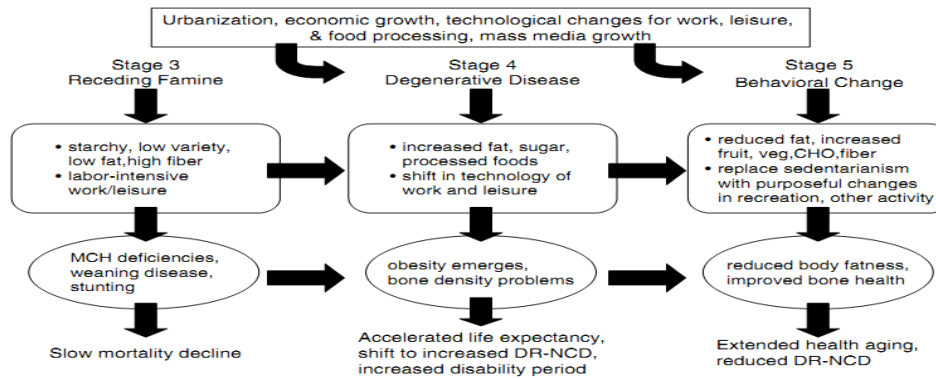 Urbanization, economic growth, technological changes for work, leisure,
& food processing, mass media growth
Stage 3
Receding Famine
Stage 4
Degenerative Disease
Stage 5
Behavioral Change
• starchy, low variety,
low fat,high fiber
• labor-intensive
work/leisure
• increased fat, sugar,
processed foods
• shift in technology of
work and leisure
• reduced fat, increased
fruit, veg,CHO,fiber
• replace sedentarianism
with purposeful changes
in recreation, other activity
MCH deficiencies,
weaning disease,
stunting
obesity emerges,
bone density problems
reduced body fatness,
improved bone health
Slow mortality decline
Accelerated life expectancy,
shift to increased DR-NCD,
increased disability period
Extended health aging,
reduced DR-NCD